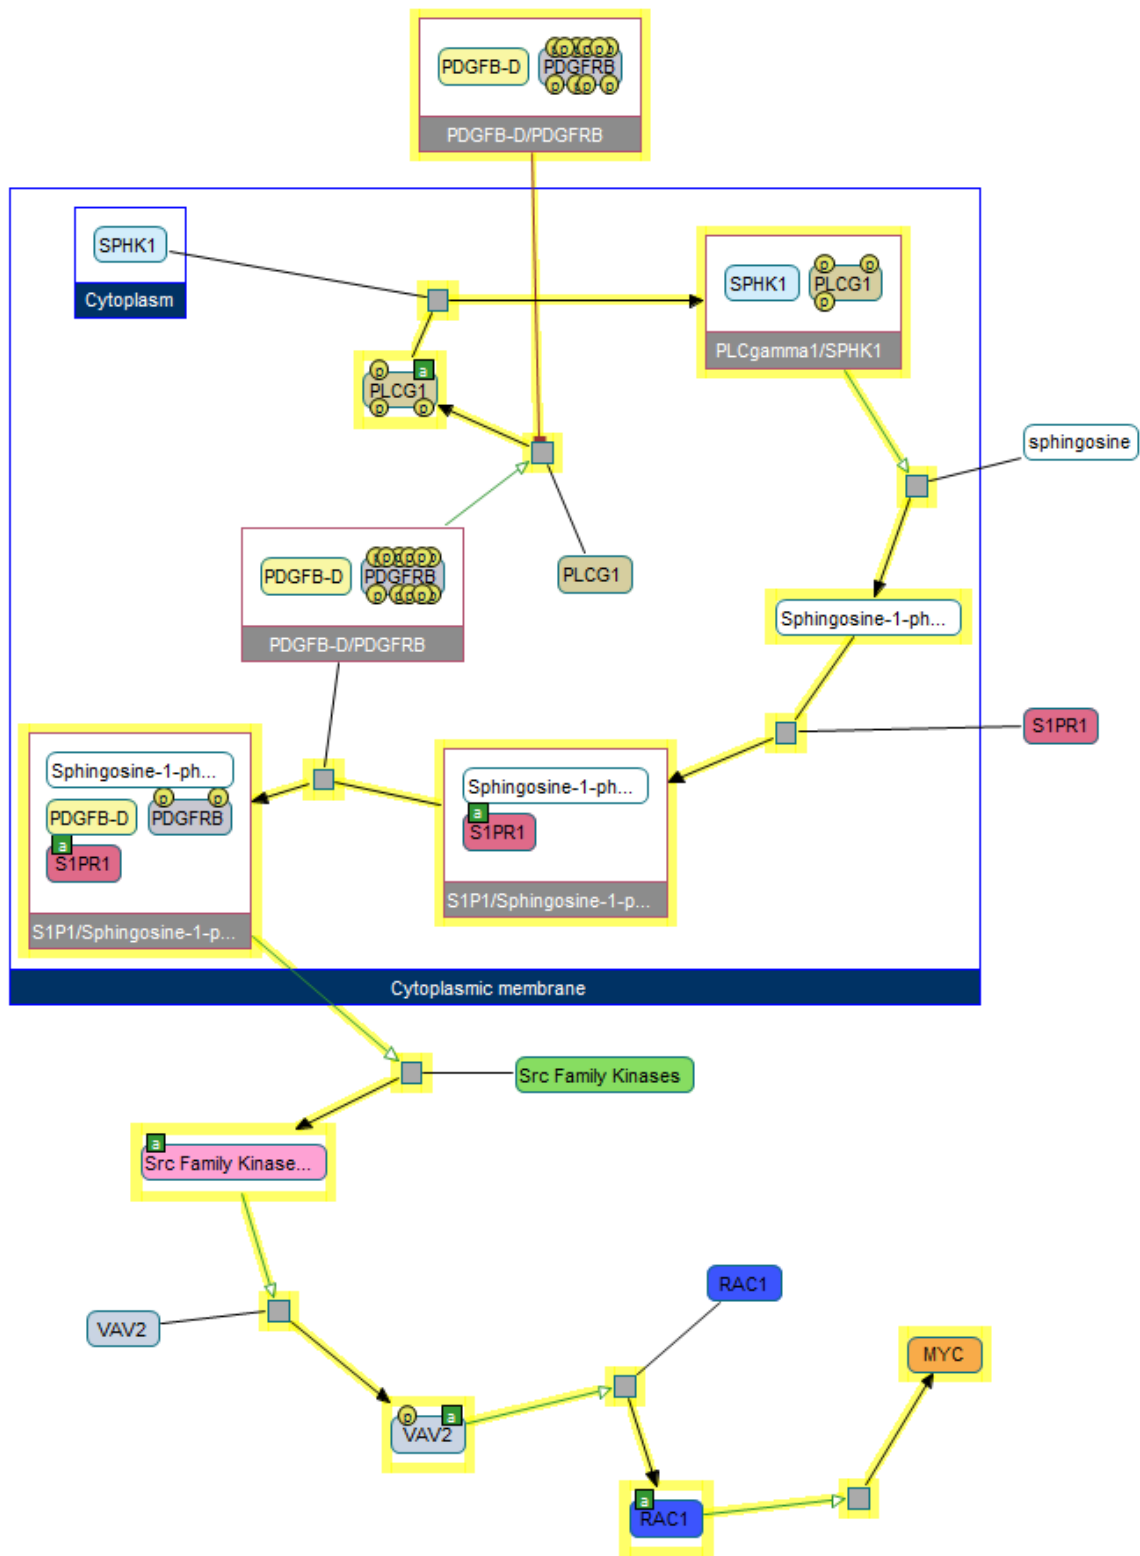 PDGFB-D
p p p p p
PDGFRB
p p p p
PDGFB-D/PDGFRB
SPHK1
Cytoplasm
p p
SPHK1
PLCG1
p
PLCgamma1/SPHK1
p a
PLCG1
p p
sphingosine
PDGFB-D
PDGFRB
PDGFB-D/PDGFRB
PLCG1
Sphingosine-1-ph...
S1PR1
Sphingosine-1-ph...
p p
PDGFB-D
PDGFRB
a
S1PR1
S1P1/Sphingosine-1-p...
Sphingosine-1-ph...
a
S1PR1
S1P1/Sphingosine-1-p...
Cytoplasmic membrane
Src Family Kinases
a
Src Family Kinase...
RAC1
VAV2
MYC
p a
VAV2
a
RAC1